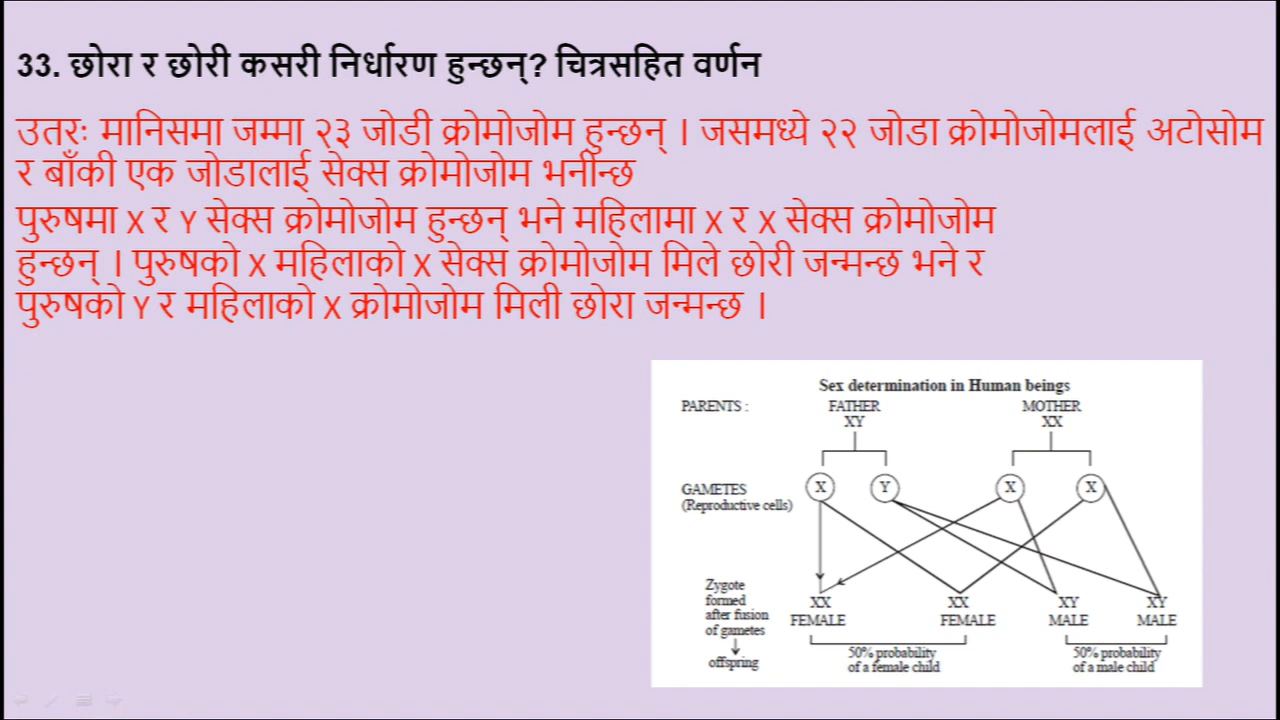 33. छोरा र छोरी कसरी निर्धारण हुन्छन्? चित्रसहित वर्णन
उतरः मानिसमा जम्मा २३ जोडी क्रोमोजोम हुन्छन् । जसमध्ये २२ जोडा क्रोमोजोमलाई अटोसोम
र बाँकी एक जोडालाई सेक्स क्रोमोजोम भनीन्छ
पुरुषमा X र Y सेक्स क्रोमोजोम हुन्छन् भने महिलामा X र X सेक्स क्रोमोजोम
हुन्छन् । पुरुषको X महिलाको X सेक्स क्रोमोजोम मिले छोरी जन्मन्छ भने र
पुरुषको Y र महिलाको X क्रोमोजोम मिली छोरा जन्मन्छ ।
Sex determination in Human beings
PARENTS : FATHER MOTHER
XY XX
GAMETES X Y X X
(Reproductive cells)
Zygote
formed XX XX XY XY
after fusion FEMALE FEMALE MALE MALE
of gametes
50% probability 50% probability
offspring of a female child of a male child